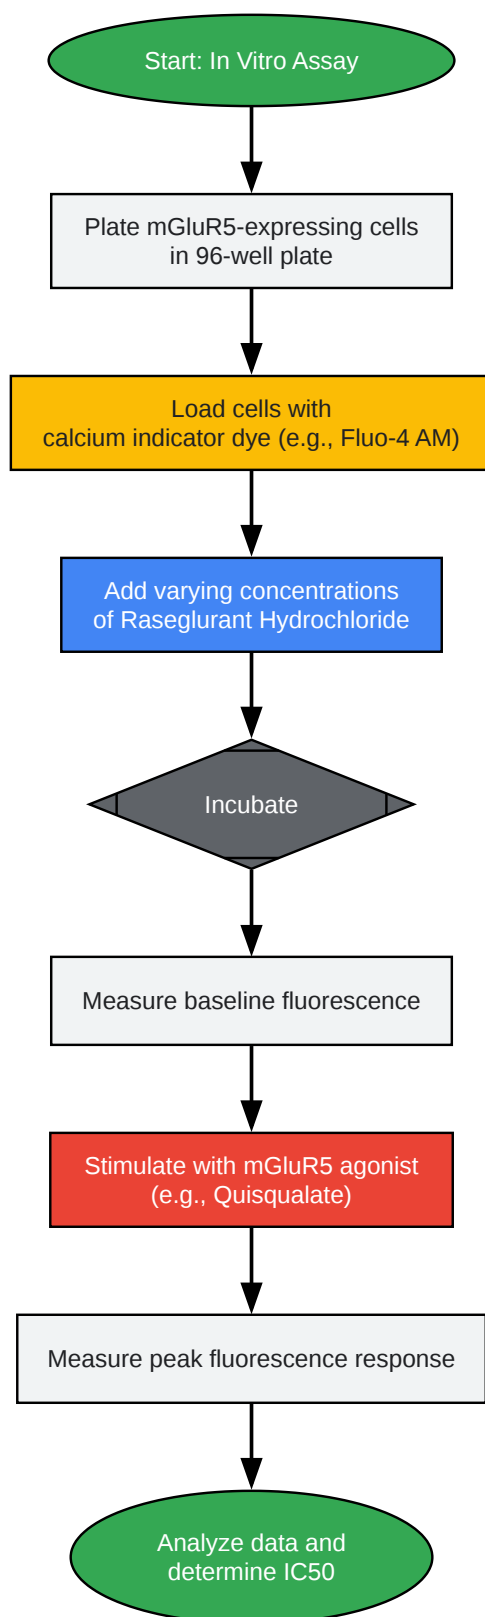 Start: In Vitro Assay
Plate mGluR5-expressing cells
in 96-well plate
Load cells with
calcium indicator dye (e.g., Fluo-4 AM)
Add varying concentrations
of Raseglurant Hydrochloride
Incubate
Measure baseline fluorescence
Stimulate with mGluR5 agonist
(e.g., Quisqualate)
Measure peak fluorescence response
Analyze data and
determine IC50